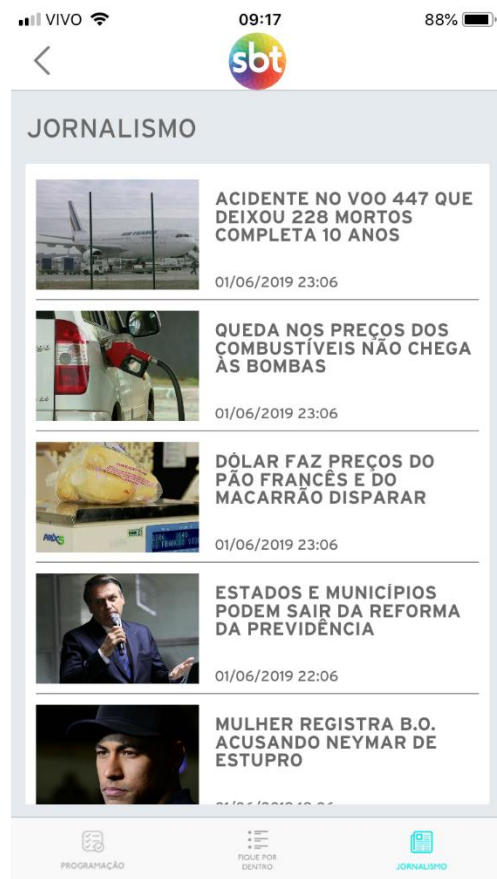 VIVO
09:17
88%
sbt
JORNALISMO
ACIDENTE NO VOO 447 QUE
DEIXOU 228 MORTOS
COMPLETA 10 ANOS
01/06/2019 23:06
QUEDA NOS PREÇOS DOS
COMBUSTÍVEIS NÃO CHEGA
ÀS BOMBAS
01/06/2019 23:06
DÓLAR FAZ PREÇOS DO
PÃO FRANCÊS E DO
MACARRÃO DISPARAR
01/06/2019 23:06
ESTADOS E MUNICÍPIOS
PODEM SAIR DA REFORMA
DA PREVIDÊNCIA
01/06/2019 22:06
MULHER REGISTRA B.O.
ACUSANDO NEYMAR DE
ESTUPRO
PROGRAMAÇÃO
FIQUE POR
DENTRO
JORNALISMO